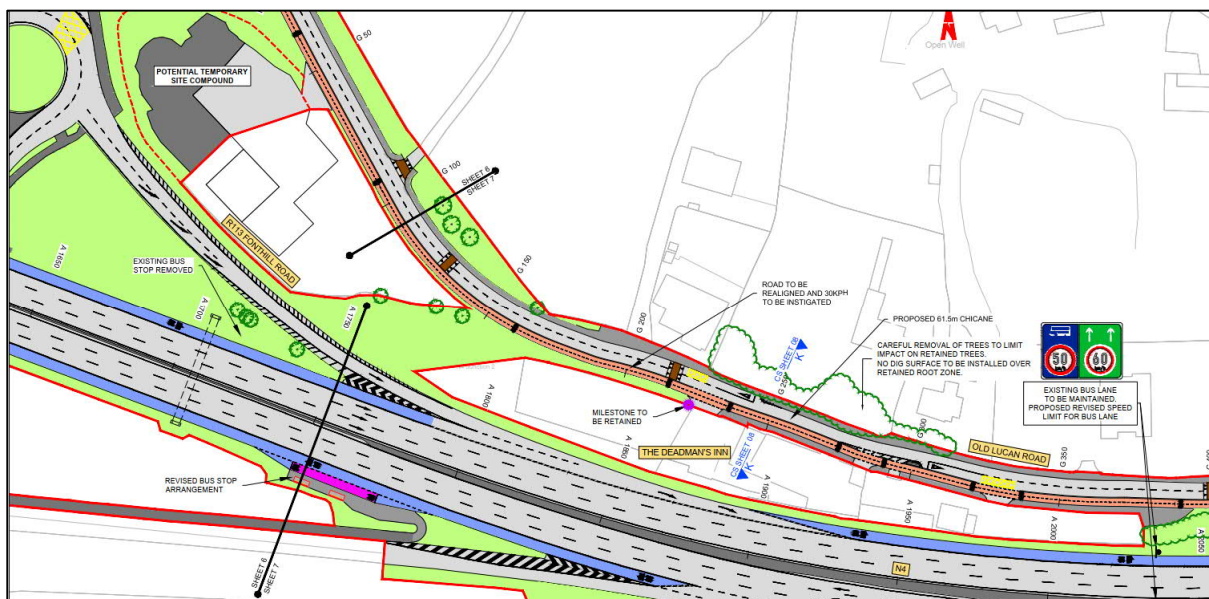 G 50
Open Well
POTENTIAL TEMPORARY
SITE COMPOUND
G 100
SHEET 6
SHEET 7
R113 FONTHILL ROAD
A 1650
EXISTING BUS
STOP REMOVED
A 1700
A 1750
G 150
ROAD TO BE
REALIGNED AND 30KPH
TO BE INSTIGATED
G 200
PROPOSED 61.5m CHICANE
CS SHEET 08
K
G 250
CAREFUL REMOVAL OF TREES TO LIMIT
IMPACT ON RETAINED TREES.
NO DIG SURFACE TO BE INSTALLED OVER
RETAINED ROOT ZONE.
50
60
EXISTING BUS LANE
TO BE MAINTAINED.
PROPOSED REVISED SPEED
LIMIT FOR BUS LANE
A 1800
MILESTONE TO
BE RETAINED
G 300
A 1850
THE DEADMAN'S INN
CS SHEET 08
K
OLD LUCAN ROAD
G 350
REVISED BUS STOP
ARRANGEMENT
A 1900
A 1950
A 2000
A 2050
SHEET 6
SHEET 7
N4